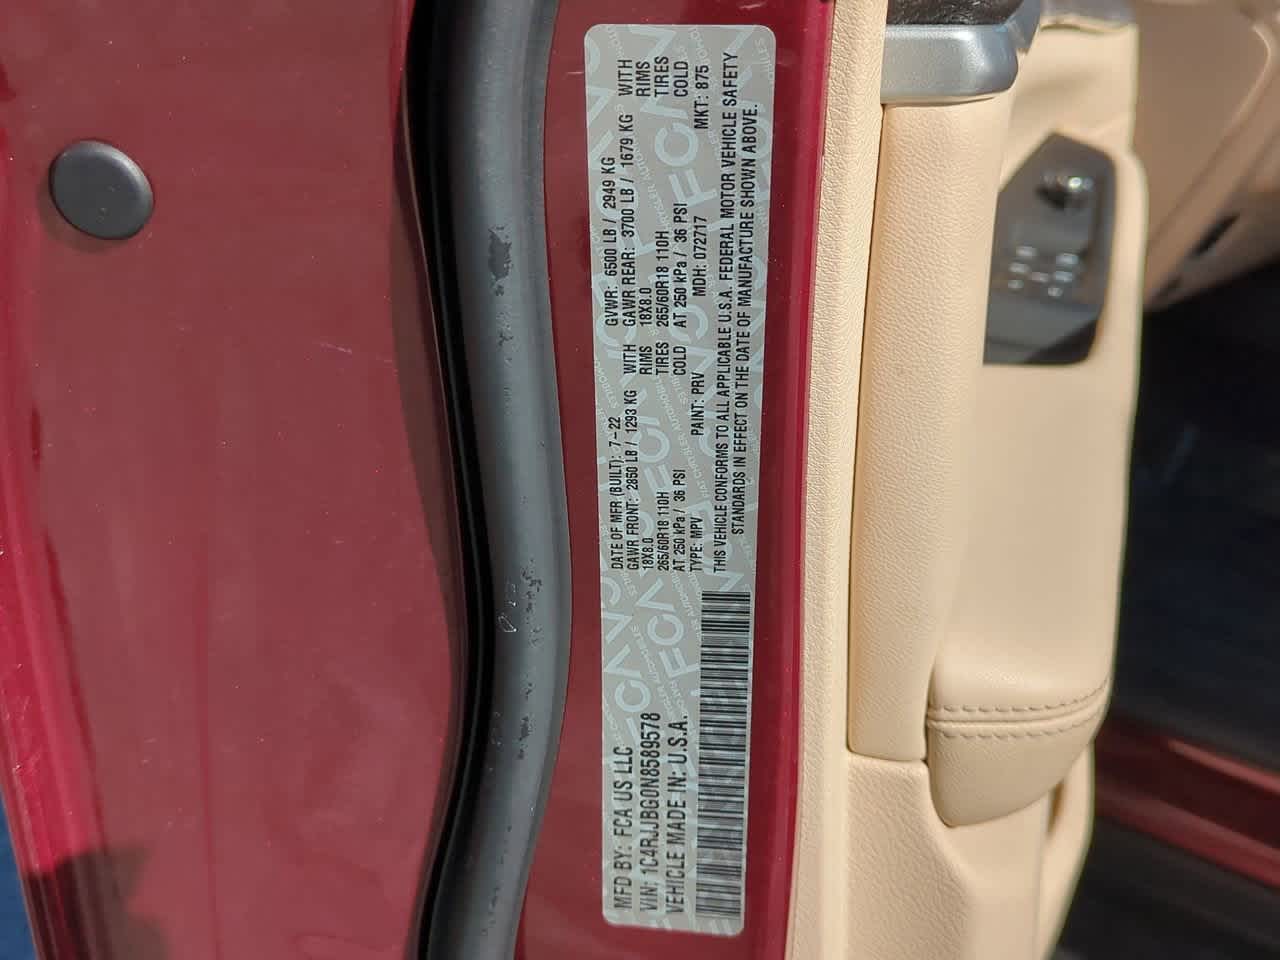 MFD BY: FCA US LLC
VIN: 1C4RJJBG0N8589578
VEHICLE MADE IN: U.S.A.
DATE OF MFR (BUILT): 7-22 GVWR: 6500 LB / 2949 KG
GAWR FRONT: 2850 LB / 1293 KG WITH GAWR REAR: 3700 LB / 1679 KG WITH
18X8.0 RIMS 18X8.0 RIMS
265/60R18 110H TIRES 265/60R18 110H TIRES
AT 250 kPa / 36 PSI COLD AT 250 kPa / 36 PSI COLD
TYPE: MPV PAINT: PRV MDH: 072717 MKT: 875
THIS VEHICLE CONFORMS TO ALL APPLICABLE U.S.A. FEDERAL MOTOR VEHICLE SAFETY
STANDARDS IN EFFECT ON THE DATE OF MANUFACTURE SHOWN ABOVE.